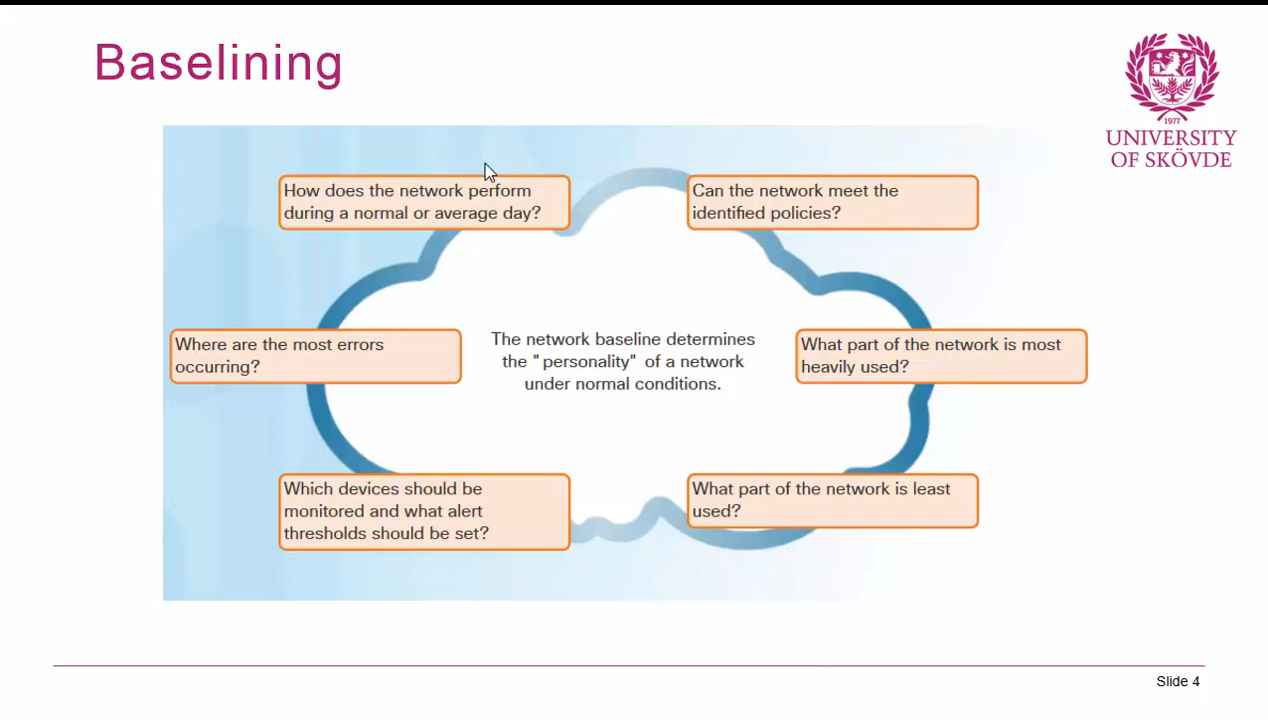 Baselining
1977
UNIVERSITY
OF SKÖVDE
How does the network perform
during a normal or average day?
Can the network meet the
identified policies?
Where are the most errors
occurring?
The network baseline determines
the "personality" of a network
under normal conditions.
What part of the network is most
heavily used?
Which devices should be
monitored and what alert
thresholds should be set?
What part of the network is least
used?
Slide 4